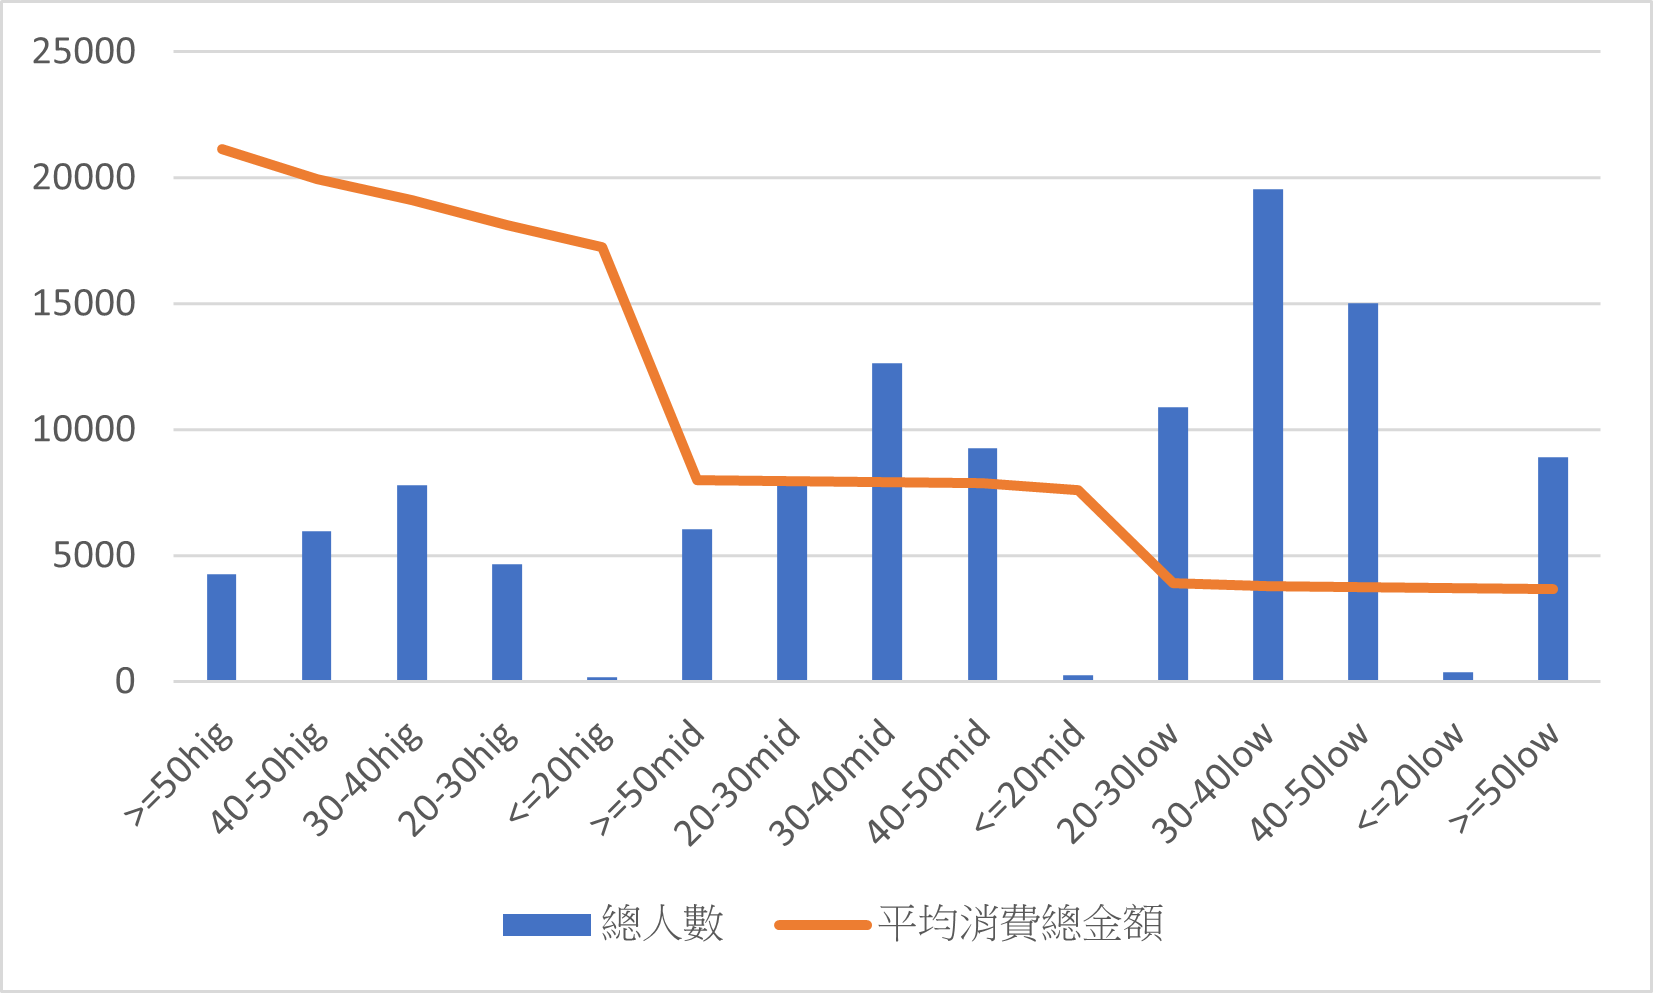 25000
20000
15000
10000
5000
0
>=50hig
40-50hig
30-40hig
20-30hig
<=20hig
>=50mid
20-30mid
30-40mid
40-50mid
<=20mid
20-30low
30-40low
40-50low
<=20low
>=50low
總人數
平均消費總金額